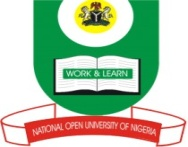 WORK & LEARN
NATIONAL OPEN UNIVERSITY OF NIGERIA